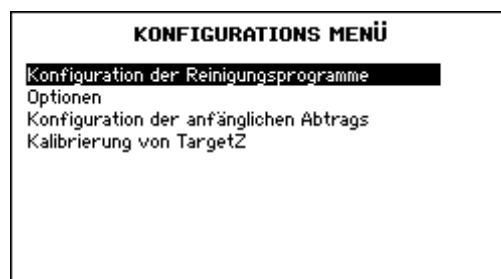 KONFIGURATIONS MENÜ
Konfiguration der Reinigungsprogramme
Optionen
Konfiguration der anfänglichen Abtrags
Kalibrierung von TargetZ